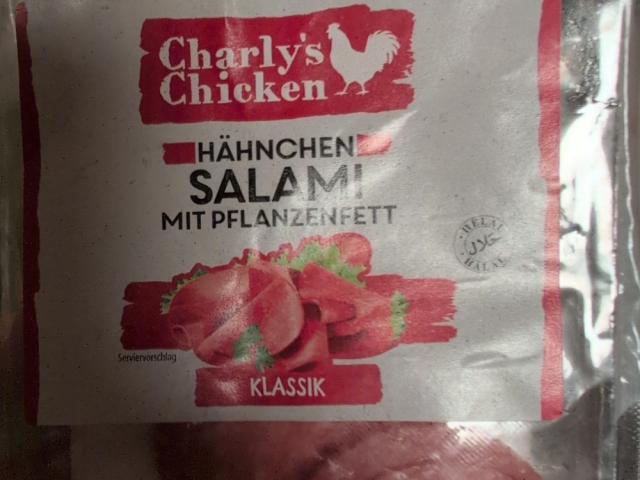 Charly's
Chicken
HÄHNCHEN
SALAMI
MIT PFLANZENFETT
HELAL
حلال
HALAL
Serviervorschlag
KLASSIK